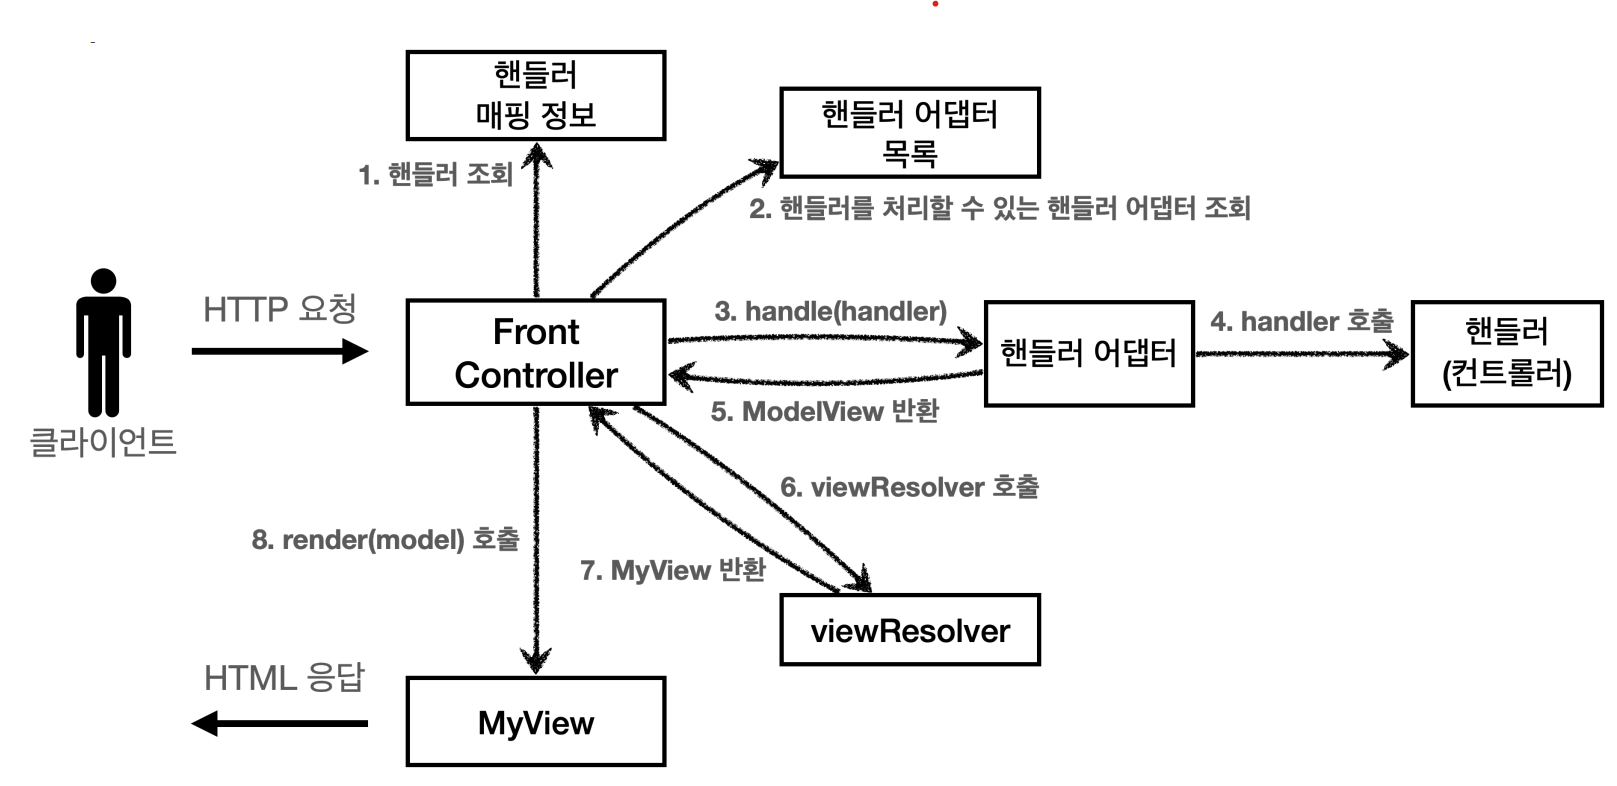 핸들러
매핑 정보
핸들러 어댑터
목록
1. 핸들러 조회
2. 핸들러를 처리할 수 있는 핸들러 어댑터 조회
HTTP 요청
Front
Controller
3. handle(handler)
핸들러 어댑터
4. handler 호출
핸들러
(컨트롤러)
5. ModelView 반환
클라이언트
6. viewResolver 호출
8. render(model) 호출
7. MyView 반환
viewResolver
HTML 응답
MyView